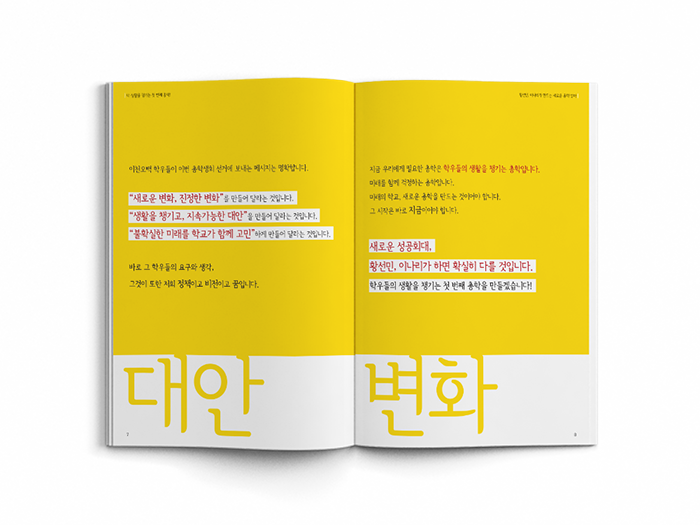 이천오백 학우들이 이번 총학생회 선거에 보내는 메시지는 명확합니다.
"새로운 변화, 진정한 변화"를 만들어 달라는 것입니다.
"생활을 챙기고, 지속가능한 대안"을 만들어 달라는 것입니다.
"불확실한 미래를 학교가 함께 고민"하게 만들어 달라는 것입니다.
바로 그 학우들의 요구와 생각,
그것이 또한 저희 정책이고 비전이고 꿈입니다.
대안
7
지금 우리에게 필요한 총학은 학우들의 생활을 챙기는 총학입니다.
미래를 함께 걱정하는 총학입니다.
미래의 학교, 새로운 총학을 만드는 것이어야 합니다.
그 시작은 바로 지금이어야 합니다.
새로운 성공회대,
황선민, 이나리가 하면 확실히 다를 것입니다.
학우들의 생활을 챙기는 첫 번째 총학을 만들겠습니다!
변화
8